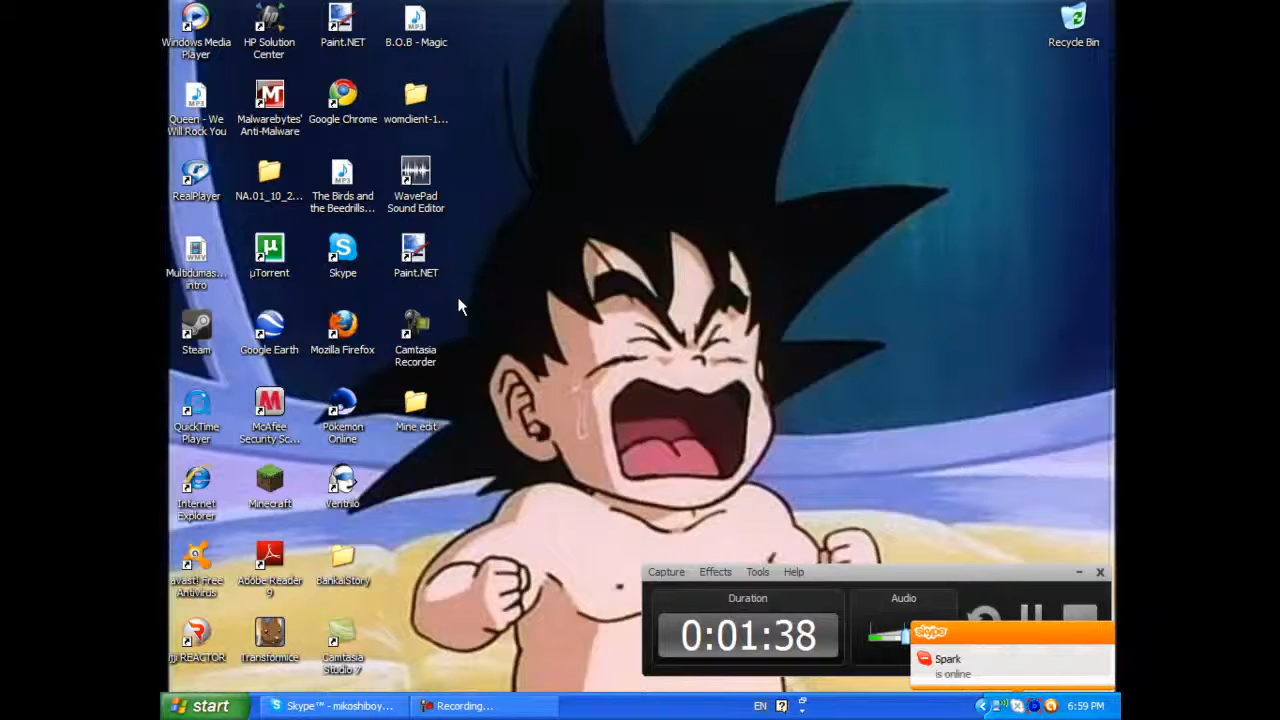 Windows Media
Player
HP Solution
Center
Paint.NET
B.O.B - Magic
Recycle Bin
Queen - We
Will Rock You
Malwarebytes'
Anti-Malware
Google Chrome
womclient-1...
RealPlayer
NA.01_10_2...
The Birds and
the Beedrills...
WavePad
Sound Editor
Multidumas...
intro
µTorrent
Skype
Paint.NET
Steam
Google Earth
Mozilla Firefox
Camtasia
Recorder
QuickTime
Player
McAfee
Security Sc...
Pokemon
Online
Mine edit
Internet
Explorer
Minecraft
Ventrilo
avast! Free
Antivirus
Adobe Reader
9
BankaiStory
REACTOR
Transformice
Camtasia
Studio 7
Capture Effects Tools Help
Duration
Audio
0:01:38
skype
Spark
is online
start
Skype™ - mikoshiboy...
Recording...
EN
?
6:59 PM